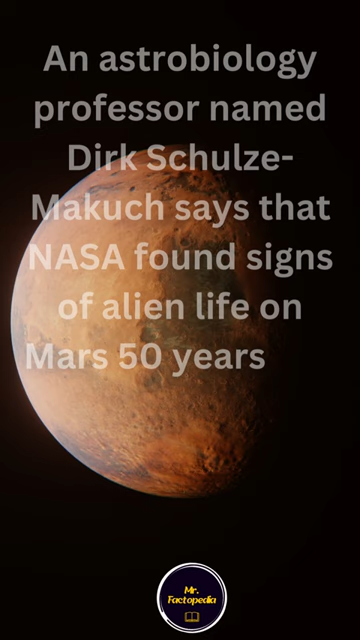 An astrobiology
professor named
Dirk Schulze-
Makuch says that
NASA found signs
of alien life on
Mars 50 years
Mr.
Factopedia